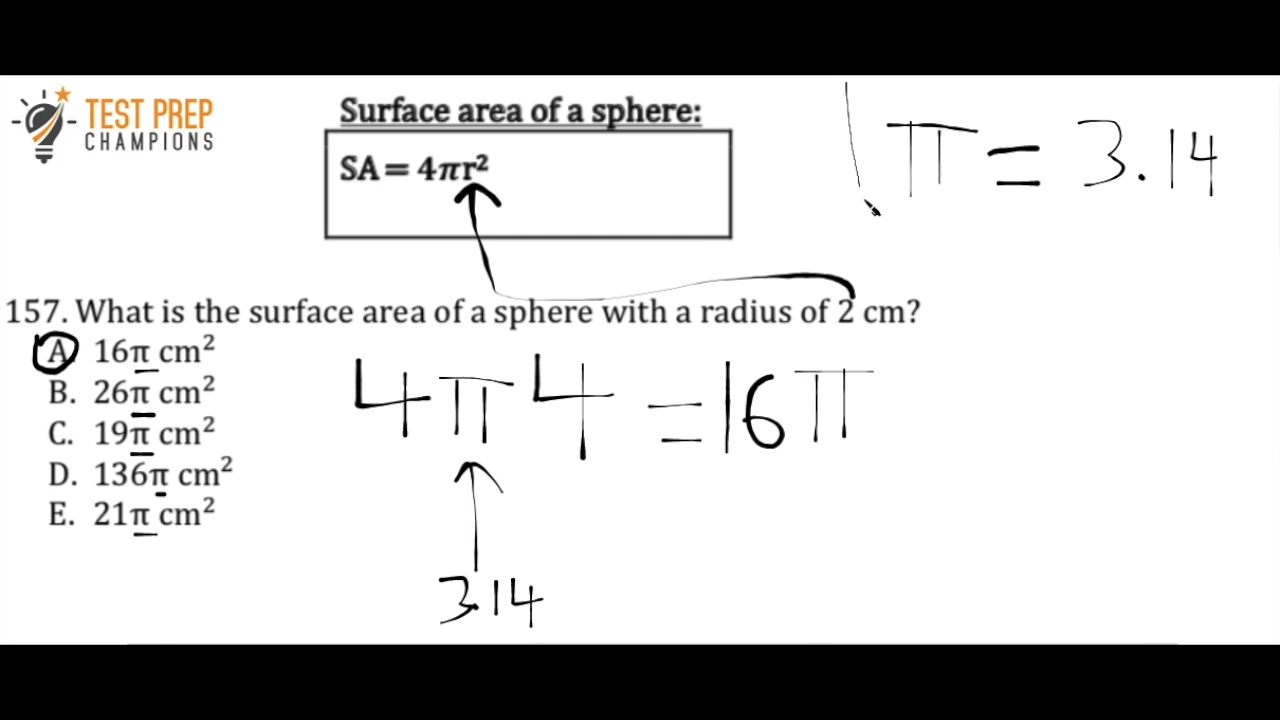 TEST PREP
CHAMPIONS
Surface area of a sphere:
SA = 4πr²
π = 3.14
157. What is the surface area of a sphere with a radius of 2 cm?
A. 16π cm²
B. 26π cm²
C. 19π cm²
D. 136π cm²
E. 21π cm²
4π4 = 16π
3.14